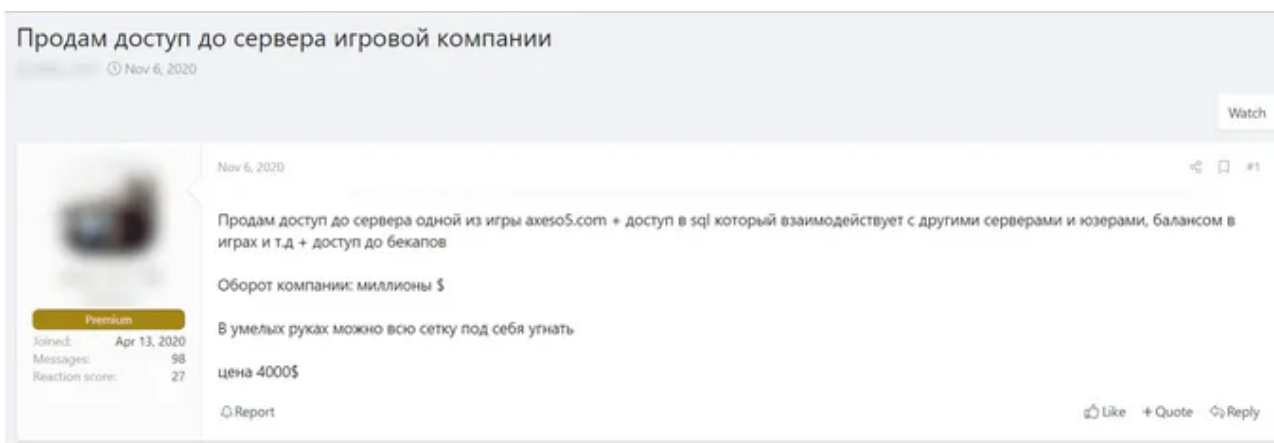 Продам доступ до сервера игровой компании
Nov 6, 2020
Watch
Nov 6, 2020
#1
Продам доступ до сервера одной из игры axeso5.com + доступ в sql который взаимодействует с другими серверами и юзерами, балансом в
играх и т.д + доступ до бекапов
Оборот компании: миллионы $
В умелых руках можно всю сетку под себя угнать
цена 4000$
Premium
Joined: Apr 13, 2020
Messages: 98
Reaction score: 27
Report
Like + Quote Reply